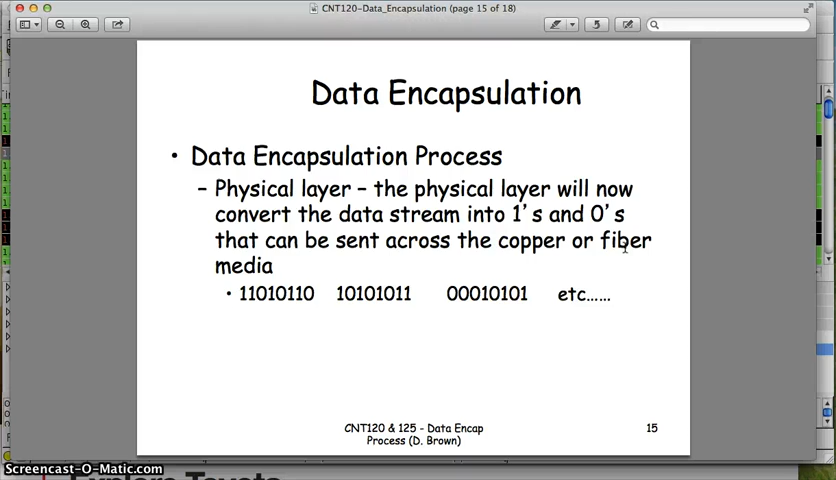 CNT120-Data_Encapsulation (page 15 of 18)
Data Encapsulation
• Data Encapsulation Process
– Physical layer – the physical layer will now
convert the data stream into 1's and 0's
that can be sent across the copper or fiber
media
• 11010110 10101011 00010101 etc……
CNT120 & 125 - Data Encap
Process (D. Brown)
15
Screencast-O-Matic.com